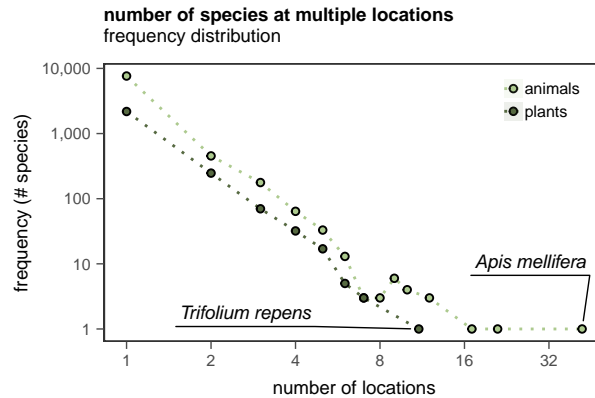 number of species at multiple locations
frequency distribution
10,000
1,000
100
10
1
frequency (# species)
animals
plants
Apis mellifera
Trifolium repens
1 2 4 8 16 32
number of locations